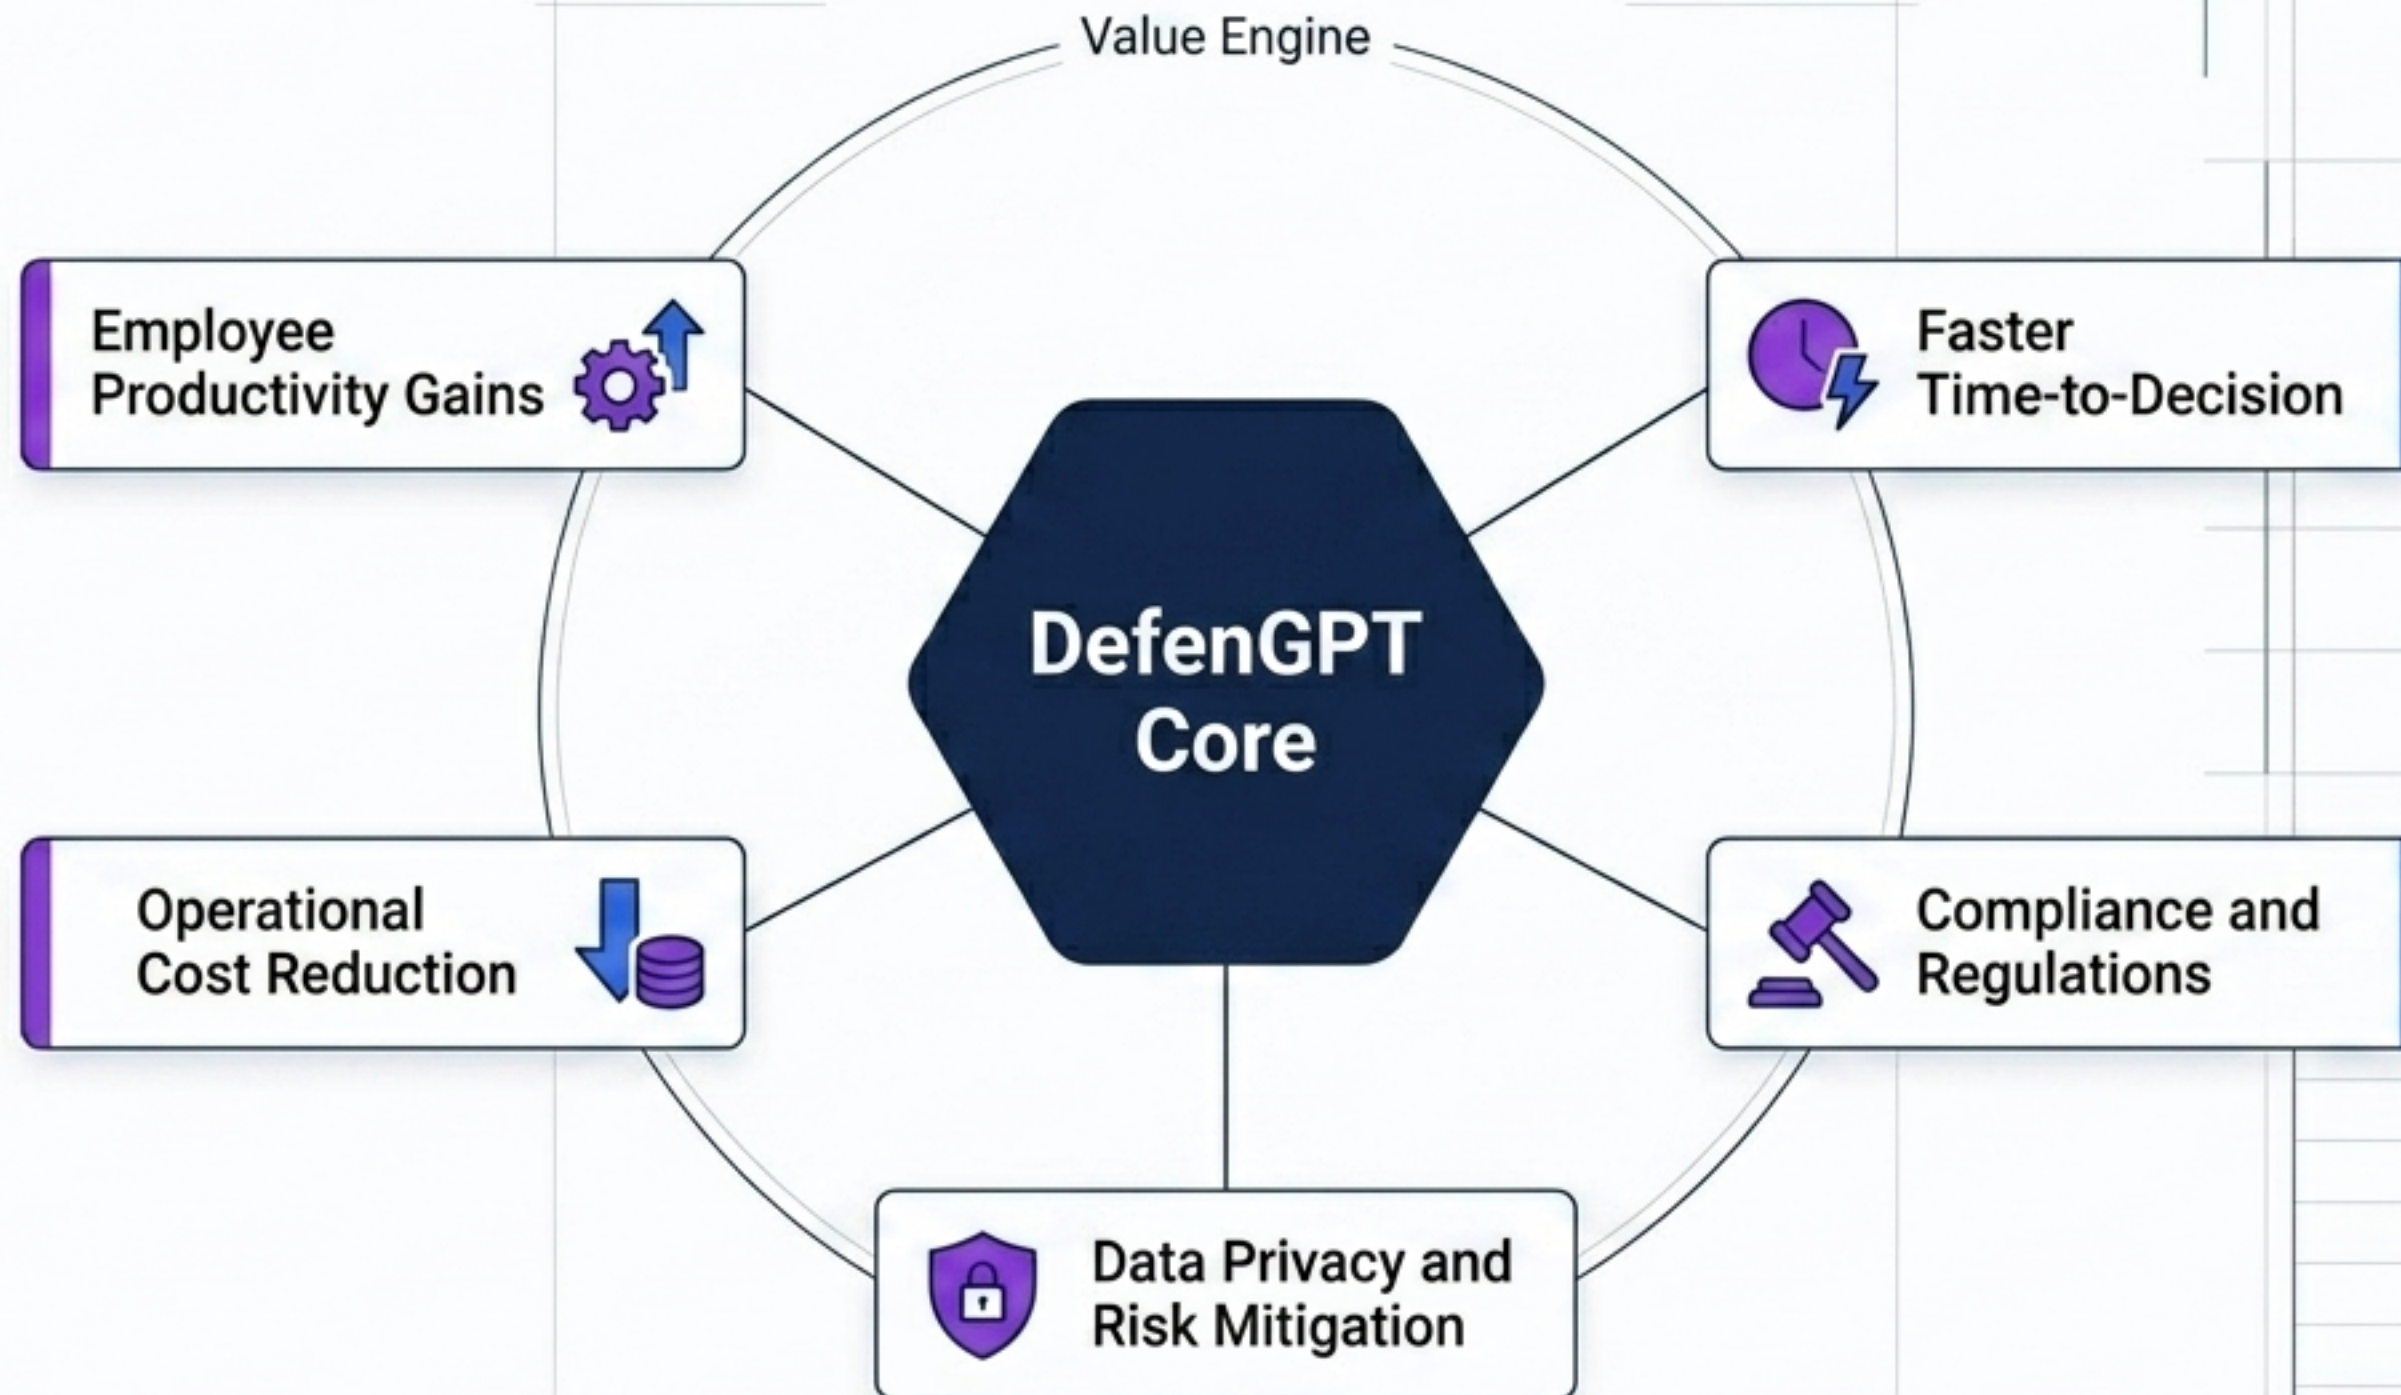 Value Engine
Employee
Productivity Gains
Faster
Time-to-Decision
DefenGPT
Core
Operational
Cost Reduction
Compliance and
Regulations
Data Privacy and
Risk Mitigation